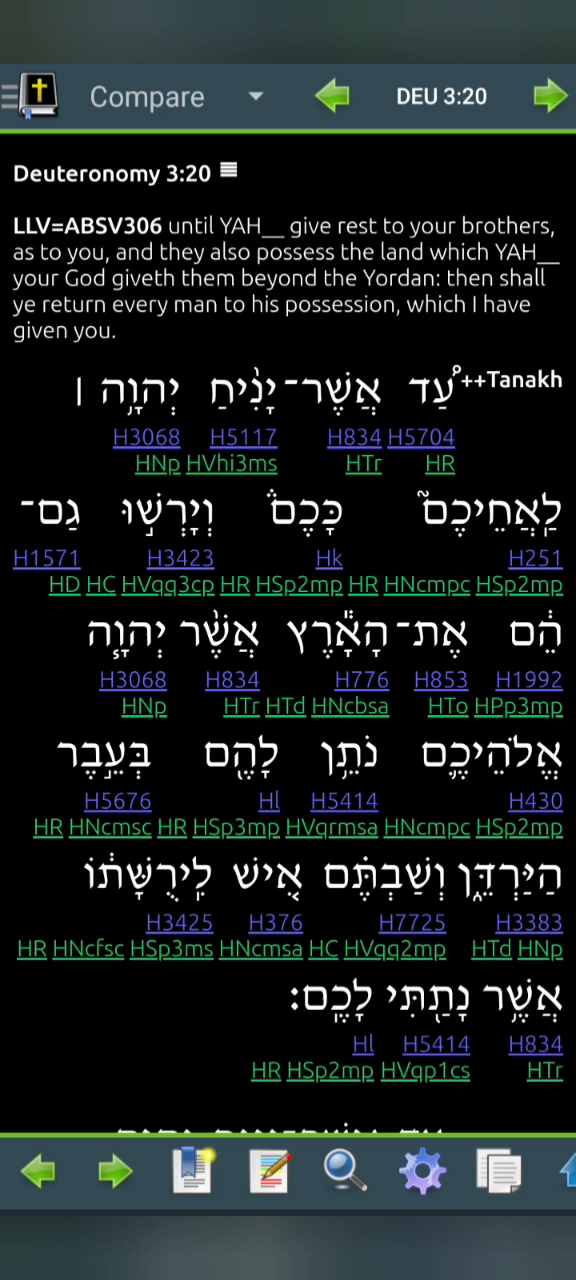 Compare
DEU 3:20
Deuteronomy 3:20
LLV=ABSV306 until YAH__ give rest to your brothers,
as to you, and they also possess the land which YAH__
your God giveth them beyond the Yordan: then shall
ye return every man to his possession, which I have
given you.
++Tanakh עַ֠ד אֲשֶׁר־יָנִ֨יחַ יְהוָ֥ה ׀
H3068 H5117 H834 H5704
HNp HVhi3ms HTr HR
לַֽאֲחֵיכֶם֮ כָּכֶם֒ וְיָרְשׁ֣וּ גַם־
H1571 H3423 Hk H251
HD HC HVqq3cp HR HSp2mp HR HNcmpc HSp2mp
הֵ֔ם אֶת־הָאָ֕רֶץ אֲשֶׁ֨ר יְהוָ֧ה
H3068 H834 H776 H853 H1992
HNp HTr HTd HNcbsa HTo HPp3mp
אֱלֹהֵיכֶ֛ם נֹתֵ֥ן לָהֶ֖ם בְּעֵ֣בֶר
H5676 Hl H5414 H430
HR HNcmsc HR HSp3mp HVqrmsa HNcmpc HSp2mp
הַיַּרְדֵּ֑ן וְשַׁבְתֶּ֗ם אִ֚ישׁ לִֽירֻשָּׁת֔וֹ
H3425 H376 H7725 H3383
HR HNcfsc HSp3ms HNcmsa HC HVqq2mp HTd HNp
אֲשֶׁ֥ר נָתַ֖תִּי לָכֶֽם׃
Hl H5414 H834
HR HSp2mp HVqp1cs HTr